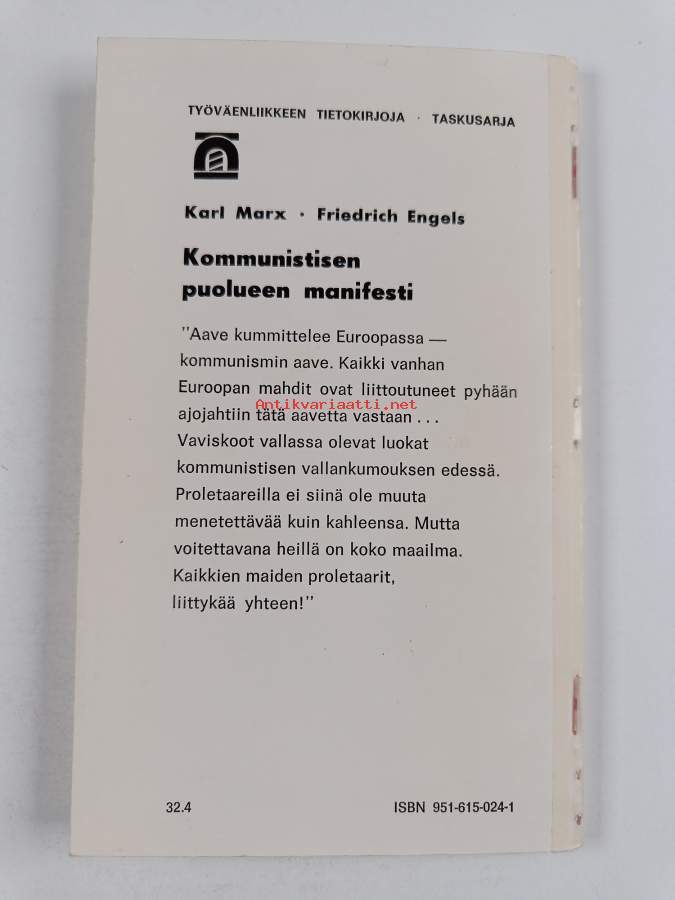 TYÖVÄENLIIKKEEN TIETOKIRJOJA · TASKUSARJA
Karl Marx · Friedrich Engels
Kommunistisen
puolueen manifesti
"Aave kummittelee Euroopassa —
kommunismin aave. Kaikki vanhan
Euroopan mahdit ovat liittoutuneet pyhään
Antikvariaatti.net
ajojahtiin tätä aavetta vastaan . . .
Vaviskoot vallassa olevat luokat
kommunistisen vallankumouksen edessä.
Proletaareilla ei siinä ole muuta
menetettävää kuin kahleensa. Mutta
voitettavana heillä on koko maailma.
Kaikkien maiden proletaarit,
liittykää yhteen!"
32.4 ISBN 951-615-024-1